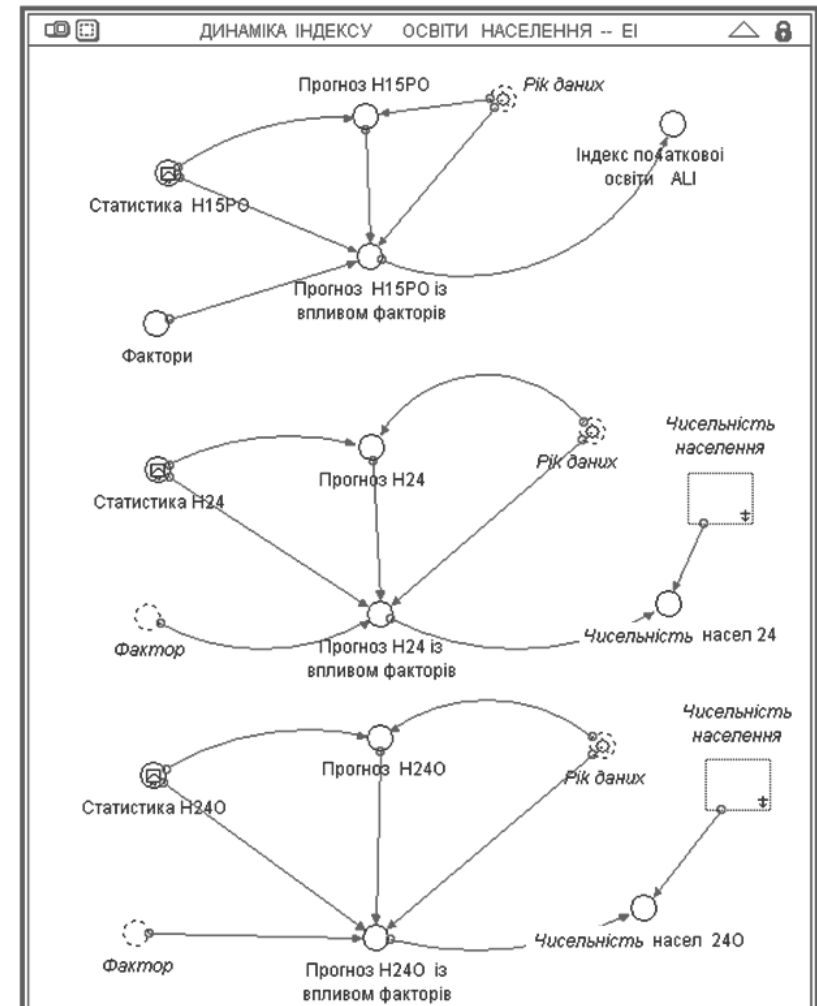 ДИНАМІКА ІНДЕКСУ ОСВІТИ НАСЕЛЕННЯ -- EI
Прогноз Н15РО
Рік даних
Індекс по4аткової
освіти ALI
Статистика Н15РО
Прогноз Н15РО із
впливом факторів
Фактори
Чисельність
населення
Прогноз Н24
Рік даних
Статистика Н24
Фактор
Прогноз Н24 із
впливом факторів
Чисельність насел 24
Чисельність
населення
Прогноз Н24О
Рік даних
Статистика Н24О
Фактор
Прогноз Н24О із
впливом факторів
Чисельність насел 24О